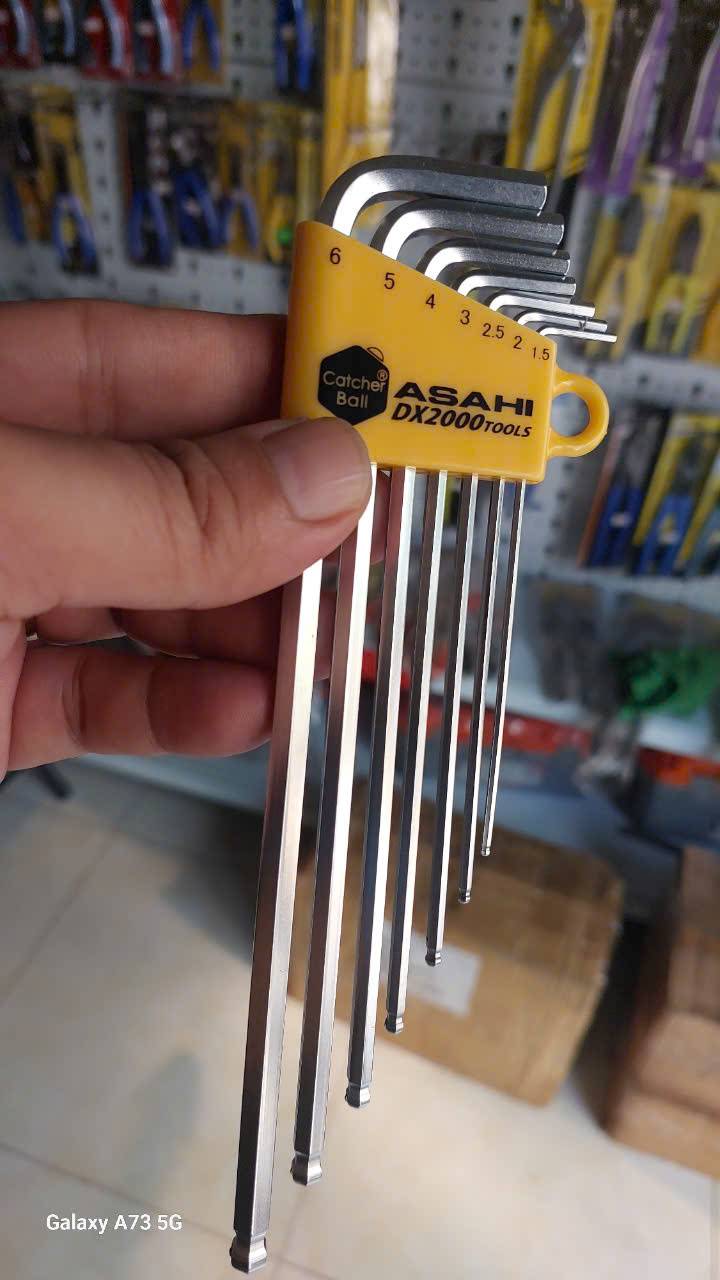 6 5 4 3 2.5 2 1.5
Catcher®
Ball
ASAHI
DX2000TOOLS
Galaxy A73 5G